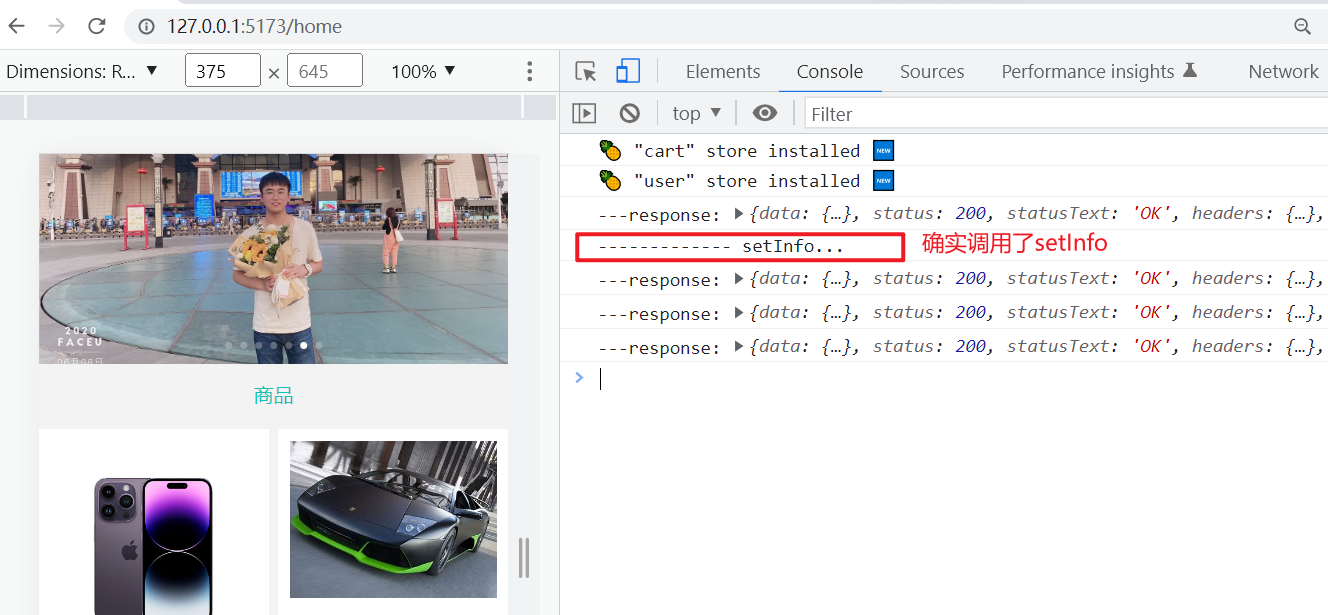 127.0.0.1:5173/home
Dimensions: R... ▼ 375 × 645 100% ▼
Elements Console Sources Performance insights Network
top ▼ Filter
"cart" store installed NEW
"user" store installed NEW
---response: ▶{data: {…}, status: 200, statusText: 'OK', headers: {…},
------------- setInfo... 确实调用了setInfo
---response: ▶{data: {…}, status: 200, statusText: 'OK', headers: {…},
---response: ▶{data: {…}, status: 200, statusText: 'OK', headers: {…},
---response: ▶{data: {…}, status: 200, statusText: 'OK', headers: {…},
>
2020
FACEU
06月06日
商品